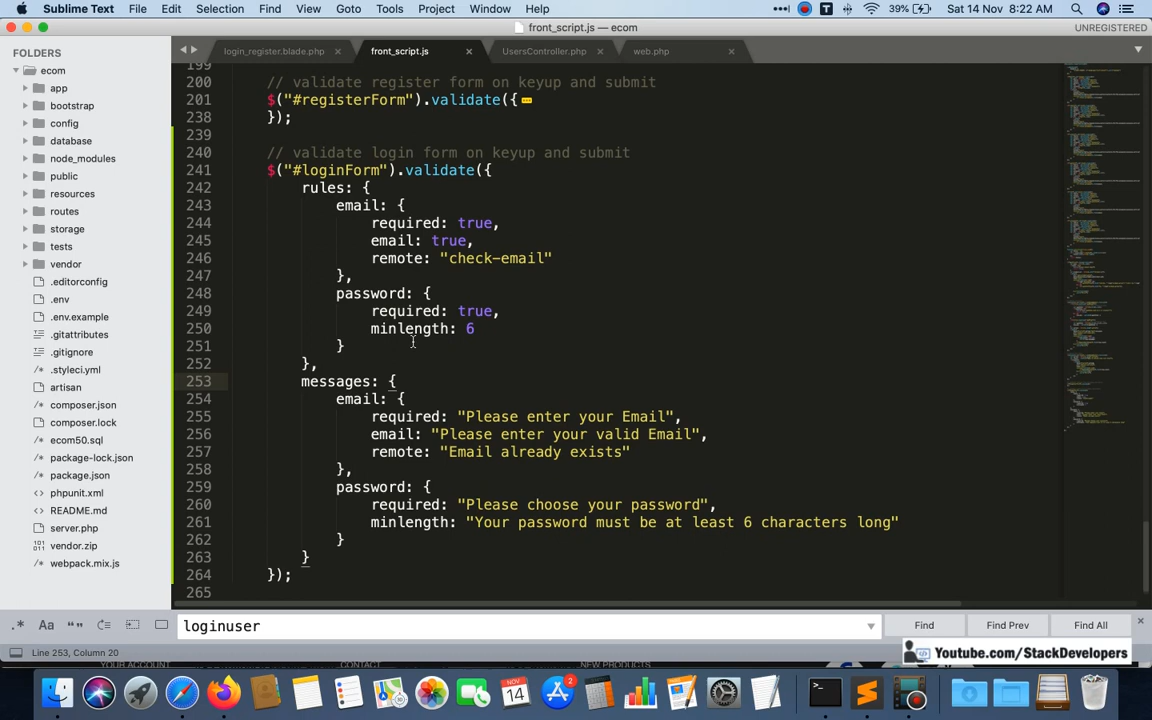 Sublime Text File Edit Selection Find View Goto Tools Project Window Help 39% Sat 14 Nov 8:22 AM
front_script.js — ecom UNREGISTERED
FOLDERS
login_register.blade.php front_script.js UsersController.php web.php
ecom
app
bootstrap
config
database
node_modules
public
resources
routes
storage
tests
vendor
.editorconfig
.env
.env.example
.gitattributes
.gitignore
.styleci.yml
artisan
composer.json
composer.lock
ecom50.sql
package-lock.json
package.json
phpunit.xml
README.md
server.php
vendor.zip
webpack.mix.js
199
200 // validate register form on keyup and submit
201 $("#registerForm").validate({
238 });
239
240 // validate login form on keyup and submit
241 $("#loginForm").validate({
242 rules: {
243 email: {
244 required: true,
245 email: true,
246 remote: "check-email"
247 },
248 password: {
249 required: true,
250 minlength: 6
251 }
252 },
253 messages: {
254 email: {
255 required: "Please enter your Email",
256 email: "Please enter your valid Email",
257 remote: "Email already exists"
258 },
259 password: {
260 required: "Please choose your password",
261 minlength: "Your password must be at least 6 characters long"
262 }
263 }
264 });
265
loginuser Find Find Prev Find All
Line 253, Column 20
Youtube.com/StackDevelopers
YOUR ACCOUNT CONTACT NEW PRODUCTS
NOV
14
2